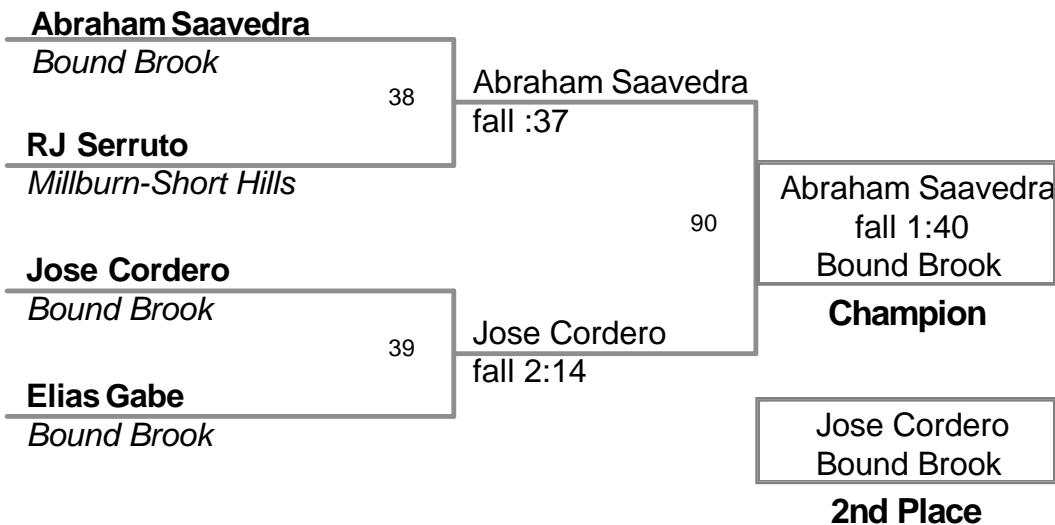 Abraham Saavedra
Bound Brook
38
RJ Serruto
Millburn-Short Hills
Abraham Saavedra
fall :37
Jose Cordero
Bound Brook
39
Elias Gabe
Bound Brook
Jose Cordero
fall 2:14
90
Abraham Saavedra
fall 1:40
Bound Brook
Champion
Jose Cordero
Bound Brook
2nd Place